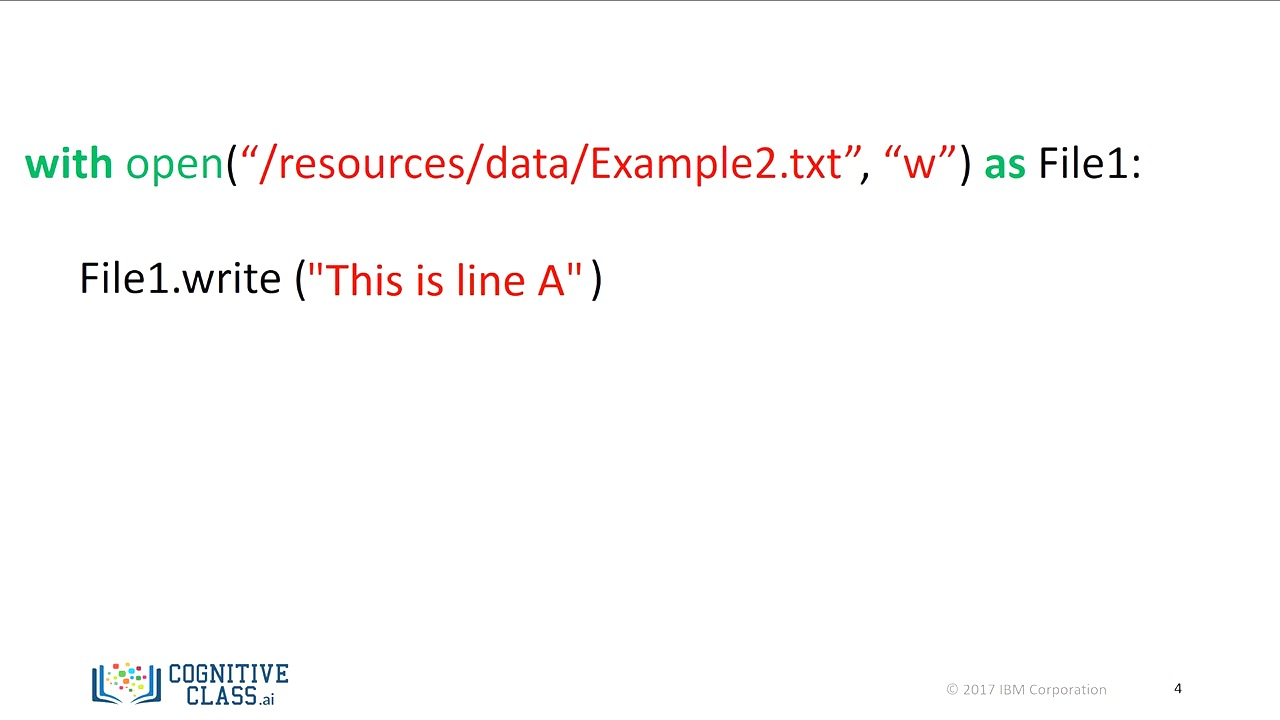 with open(“/resources/data/Example2.txt”, “w”) as File1:
File1.write ("This is line A" )
COGNITIVE
CLASS.ai
© 2017 IBM Corporation
4